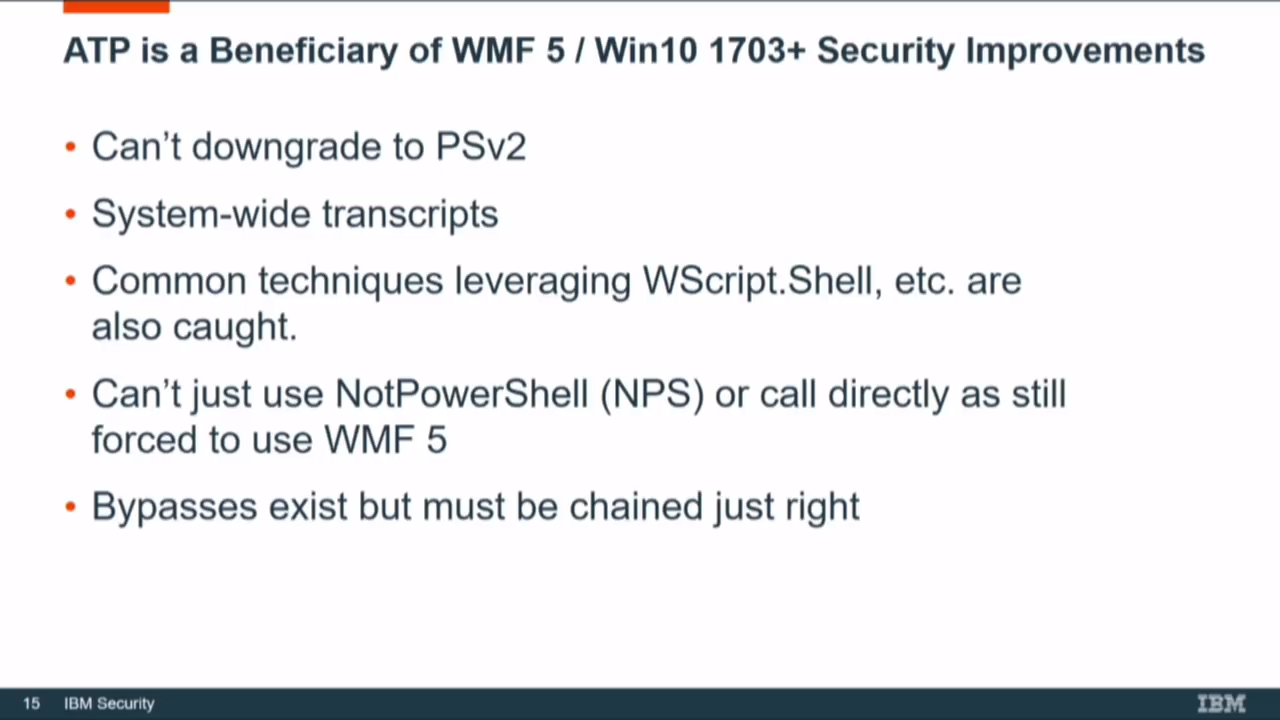 ATP is a Beneficiary of WMF 5 / Win10 1703+ Security Improvements
• Can’t downgrade to PSv2
• System-wide transcripts
• Common techniques leveraging WScript.Shell, etc. are
also caught.
• Can’t just use NotPowerShell (NPS) or call directly as still
forced to use WMF 5
• Bypasses exist but must be chained just right
15 IBM Security
IBM